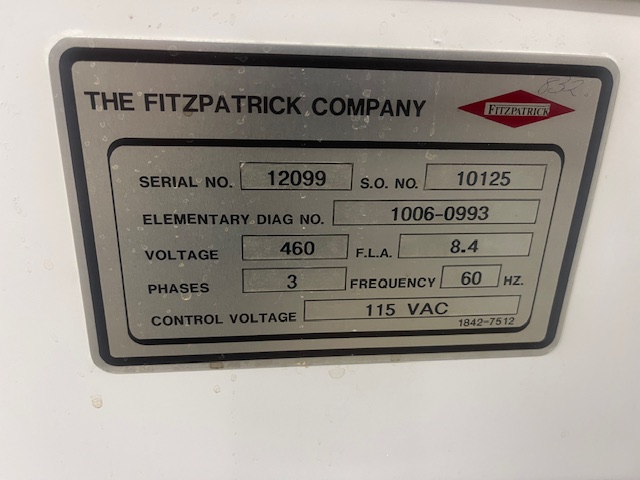 THE FITZPATRICK COMPANY
FITZPATRICK
SERIAL NO. 12099 S.O. NO. 10125
ELEMENTARY DIAG NO. 1006-0993
VOLTAGE 460 F.L.A. 8.4
PHASES 3 FREQUENCY 60 HZ.
CONTROL VOLTAGE 115 VAC
1842-7512